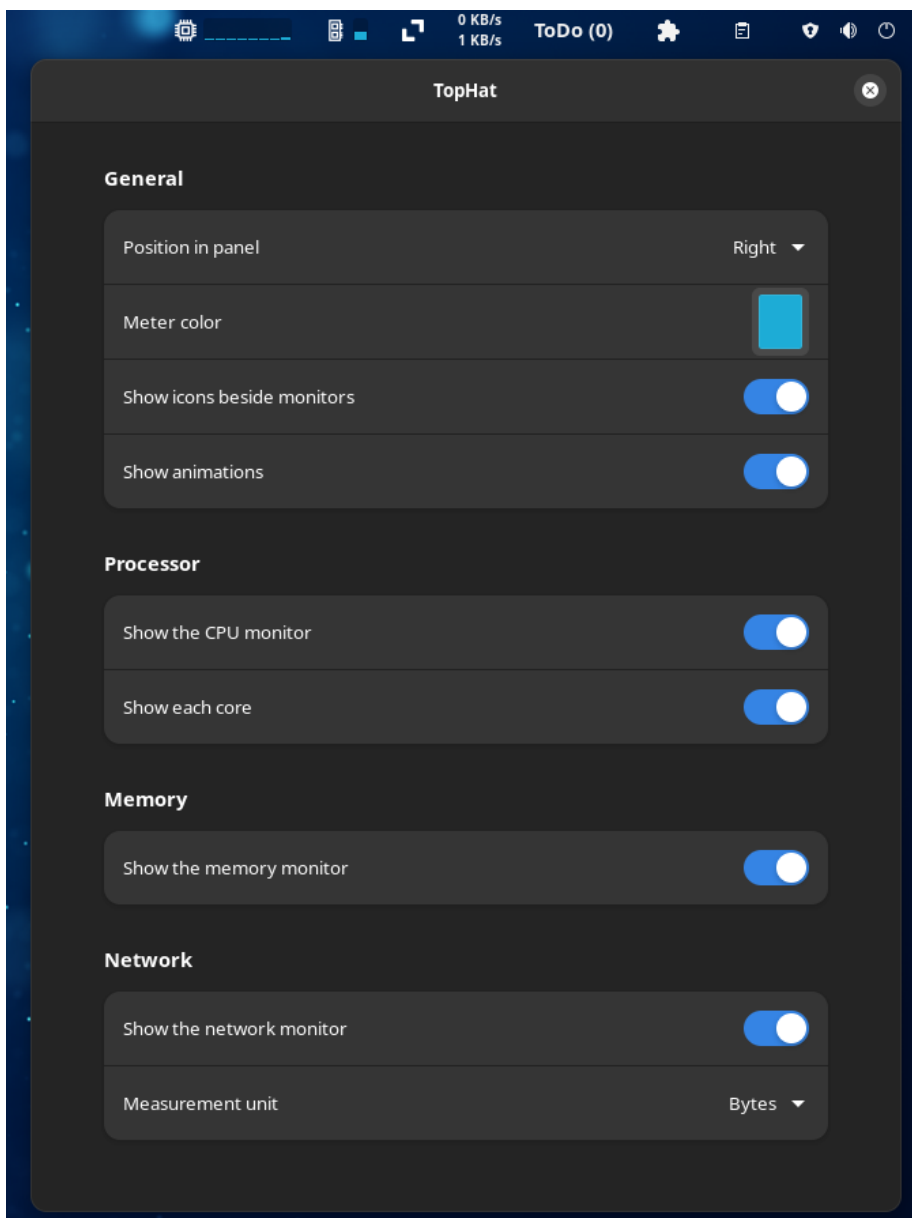 0 KB/s
1 KB/s
ToDo (0)
TopHat
General
Position in panel
Right
Meter color
Show icons beside monitors
Show animations
Processor
Show the CPU monitor
Show each core
Memory
Show the memory monitor
Network
Show the network monitor
Measurement unit
Bytes